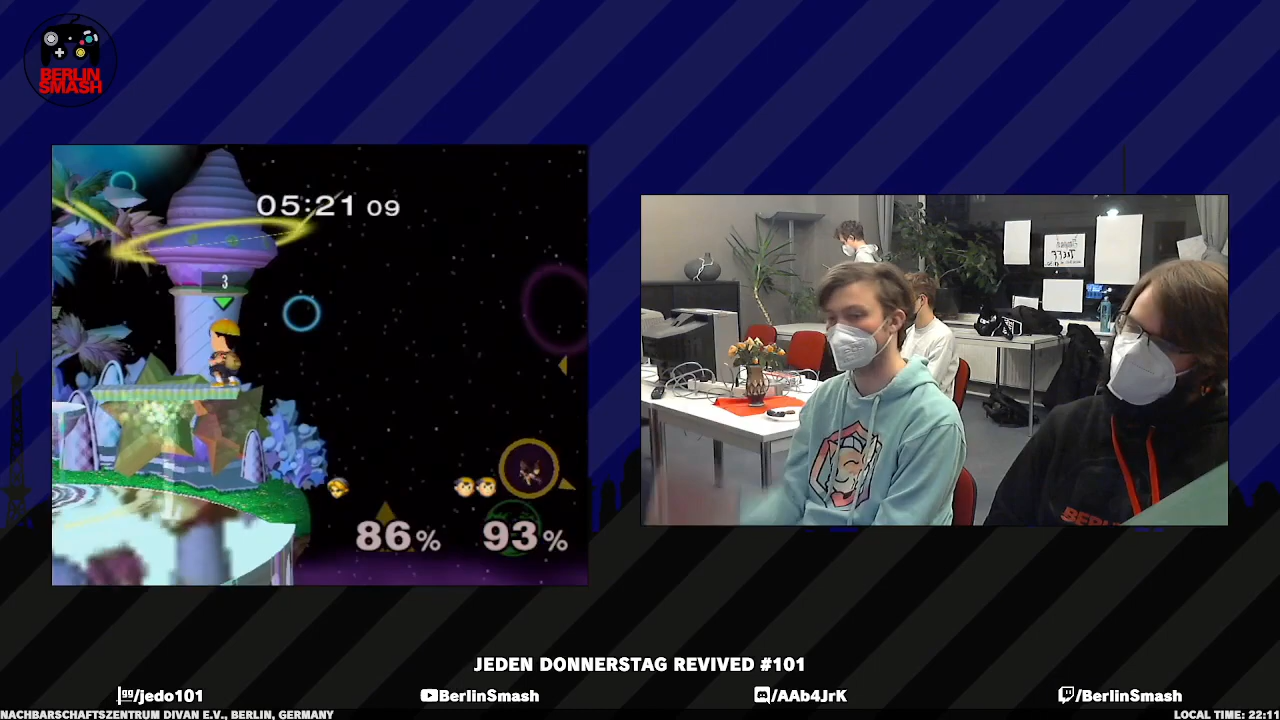 BERLIN
SMASH
05:21 09
3
86%
93%
JEDEN DONNERSTAG REVIVED #101
/jedo101
BerlinSmash
/AAb4JrK
/BerlinSmash
NACHBARSCHAFTSZENTRUM DIVAN E.V., BERLIN, GERMANY
LOCAL TIME: 22:11